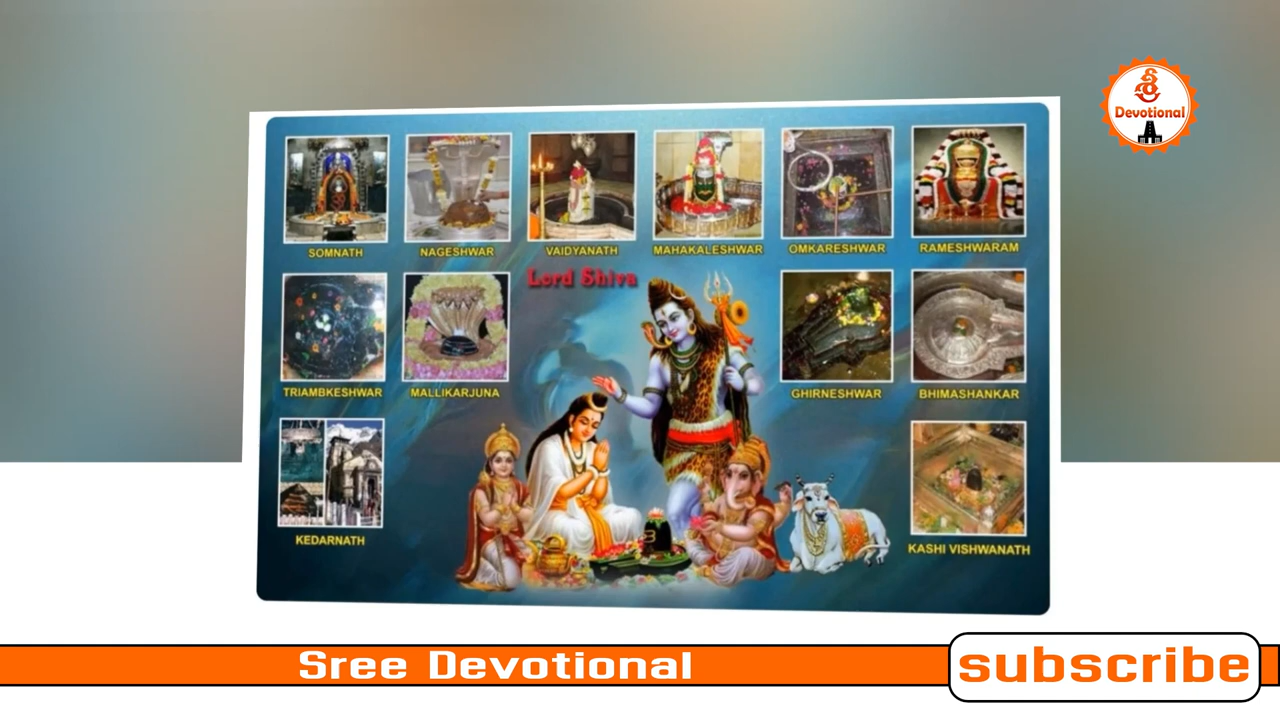 శ్రీ
Devotional
SOMNATH
NAGESHWAR
VAIDYANATH
MAHAKALESHWAR
OMKARESHWAR
RAMESHWARAM
Lord Shiva
TRIAMBKESHWAR
MALLIKARJUNA
GHIRNESHWAR
BHIMASHANKAR
KEDARNATH
KASHI VISHWANATH
Sree Devotional
subscribe